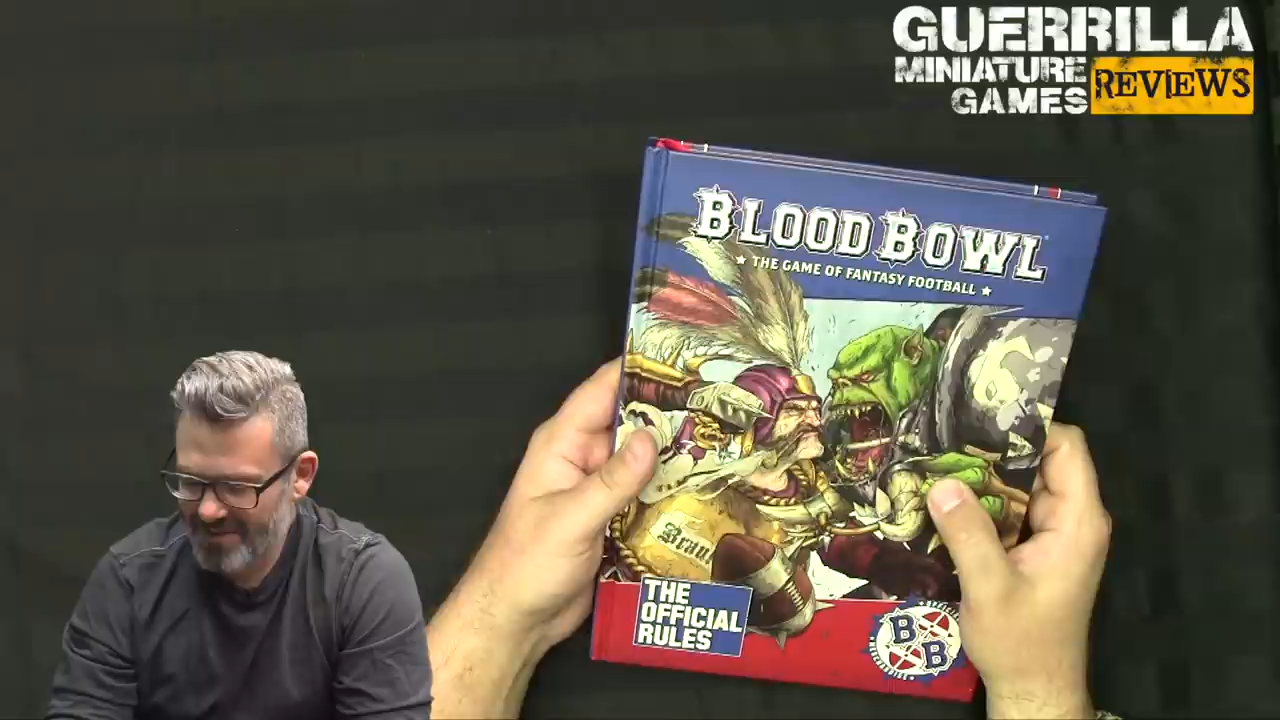 GUERRILLA
MINIATURE
GAMES
REVIEWS
BLOOD BOWL
★ THE GAME OF FANTASY FOOTBALL ★
THE
OFFICIAL
RULES
B
B